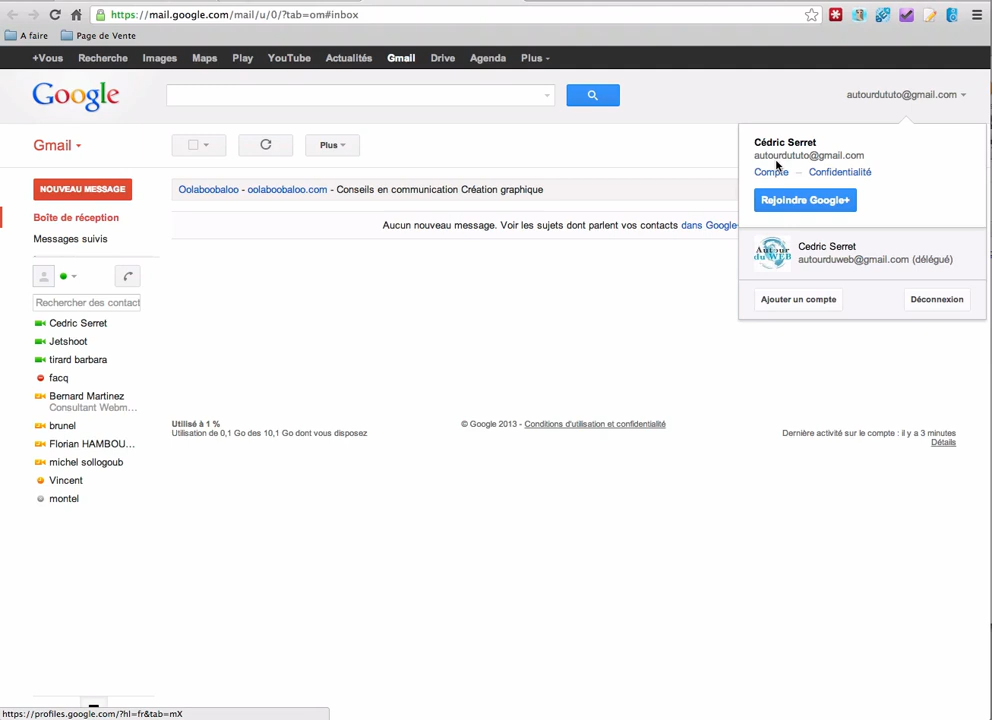 https://mail.google.com/mail/u/0/?tab=om#inbox
A faire Page de Vente
+Vous Recherche Images Maps Play YouTube Actualités Gmail Drive Agenda Plus
Google
autourdututo@gmail.com
Gmail
Plus
Cédric Serret
autourdututo@gmail.com
Compte – Confidentialité
Rejoindre Google+
Cedric Serret
autourduweb@gmail.com (délégué)
Autour du WEB
Ajouter un compte Déconnexion
NOUVEAU MESSAGE
Boîte de réception
Messages suivis
Oolaboobaloo - oolaboobaloo.com - Conseils en communication Création graphique
Aucun nouveau message. Voir les sujets dont parlent vos contacts dans Google+
Rechercher des contact
Cedric Serret
Jetshoot
tirard barbara
facq
Bernard Martinez
Consultant Webm...
brunel
Florian HAMBOU...
michel sollogoub
Vincent
montel
Utilisé à 1 %
Utilisation de 0,1 Go des 10,1 Go dont vous disposez
© Google 2013 - Conditions d'utilisation et confidentialité
Dernière activité sur le compte : il y a 3 minutes
Détails
https://profiles.google.com/?hl=fr&tab=mX